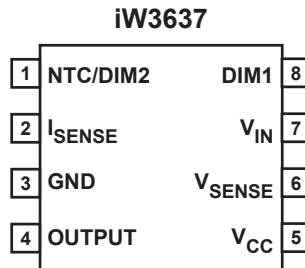 iW3637
1 NTC/DIM2 DIM1 8
2 ISENSE VIN 7
3 GND VSENSE 6
4 OUTPUT VCC 5